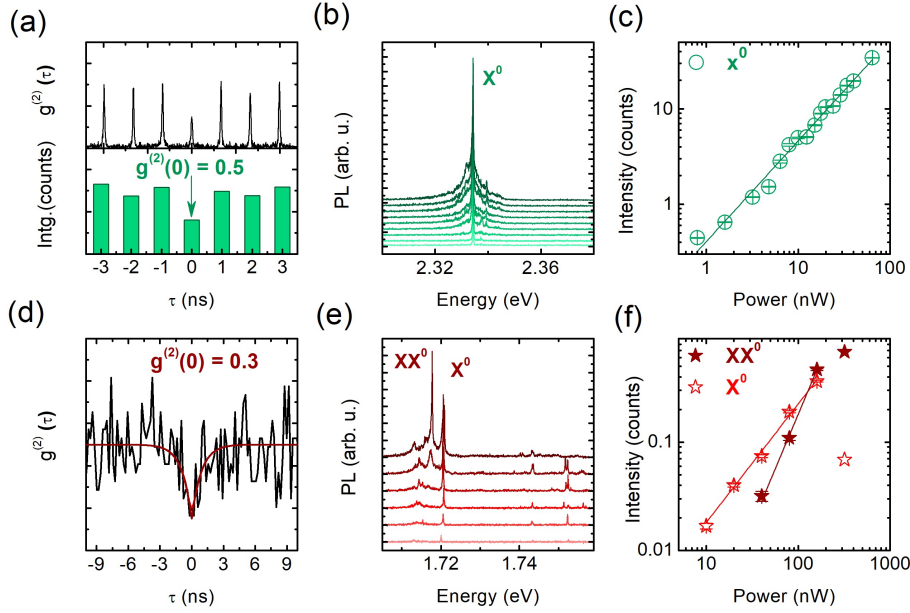 (a)
g⁽²⁾ (τ)
Intg.(counts)
g⁽²⁾(0) = 0.5
-3 -2 -1 0 1 2 3
τ (ns)
(b)
X⁰
PL (arb. u.)
2.32 2.36
Energy (eV)
(c)
x⁰
Intensity (counts)
10
1
1 10 100
Power (nW)
(d)
g⁽²⁾(0) = 0.3
g⁽²⁾ (τ)
-9 -6 -3 0 3 6 9
τ (ns)
(e)
XX⁰ X⁰
PL (arb. u.)
1.72 1.74
Energy (eV)
(f)
XX⁰
X⁰
Intensity (counts)
0.1
0.01
10 100 1000
Power (nW)